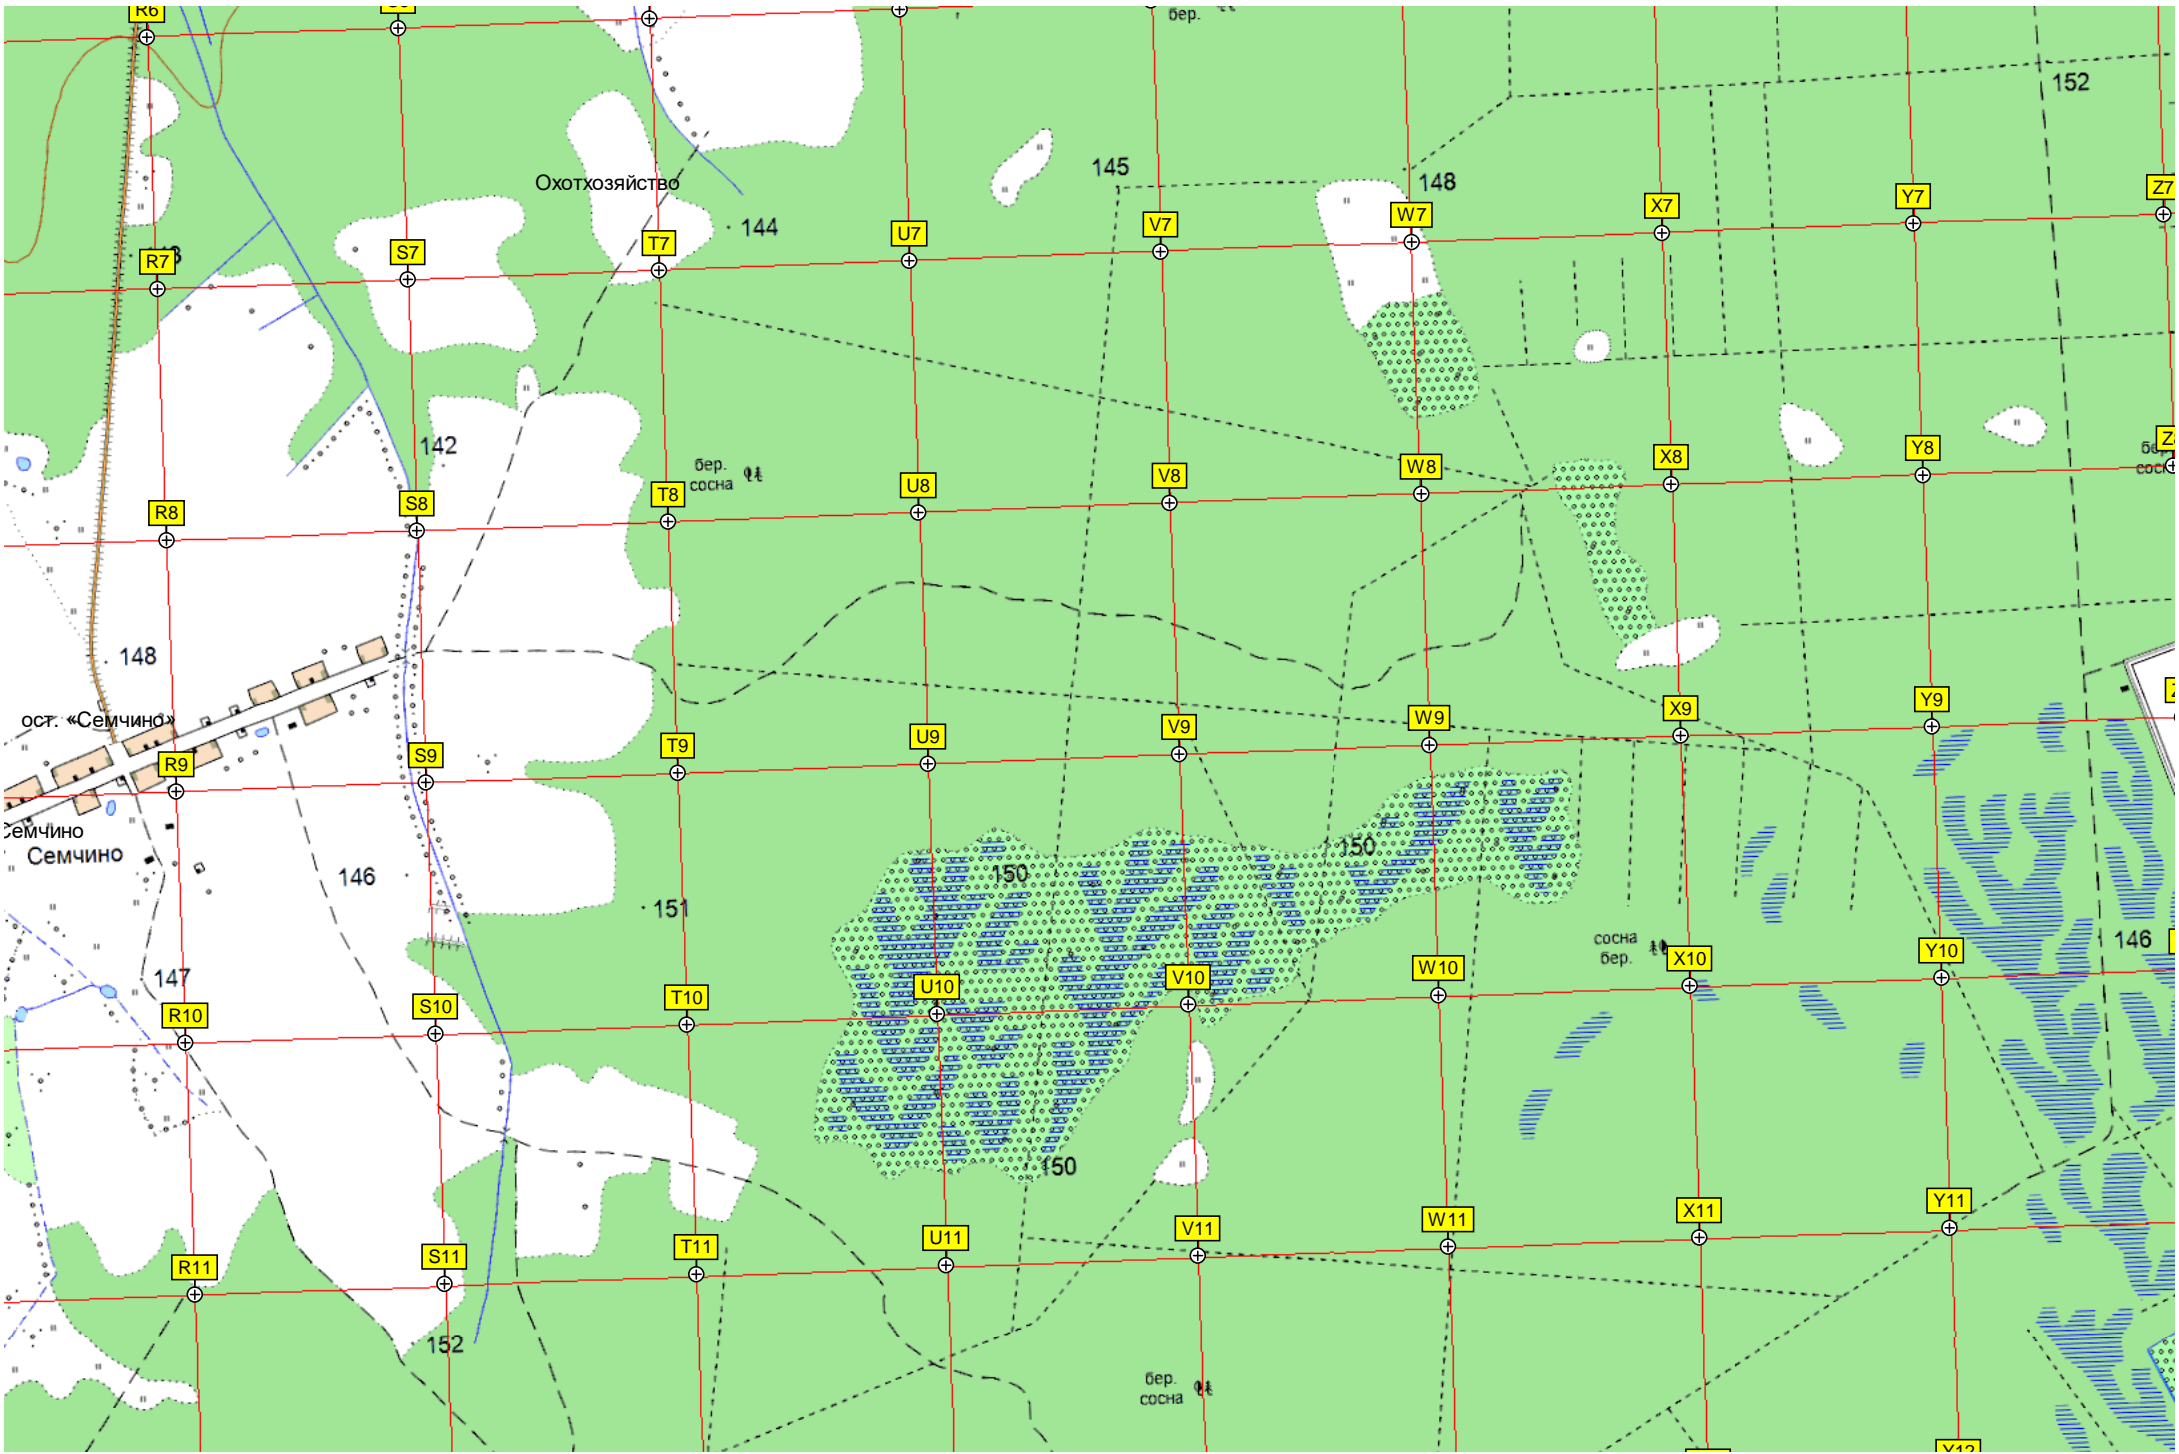 R6
бер.
152
145
148
Охотхозяйство
144
R7
S7
T7
U7
V7
W7
X7
Y7
Z7
142
бер.
сосна
R8
S8
T8
U8
V8
W8
X8
Y8
148
ост. «Семчино»
R9
S9
T9
U9
V9
W9
X9
Y9
Семчино
Семчино
146
151
150
150
147
сосна
бер.
146
R10
S10
T10
U10
V10
W10
X10
Y10
150
R11
S11
T11
U11
V11
W11
X11
Y11
152
бер.
сосна
Y12